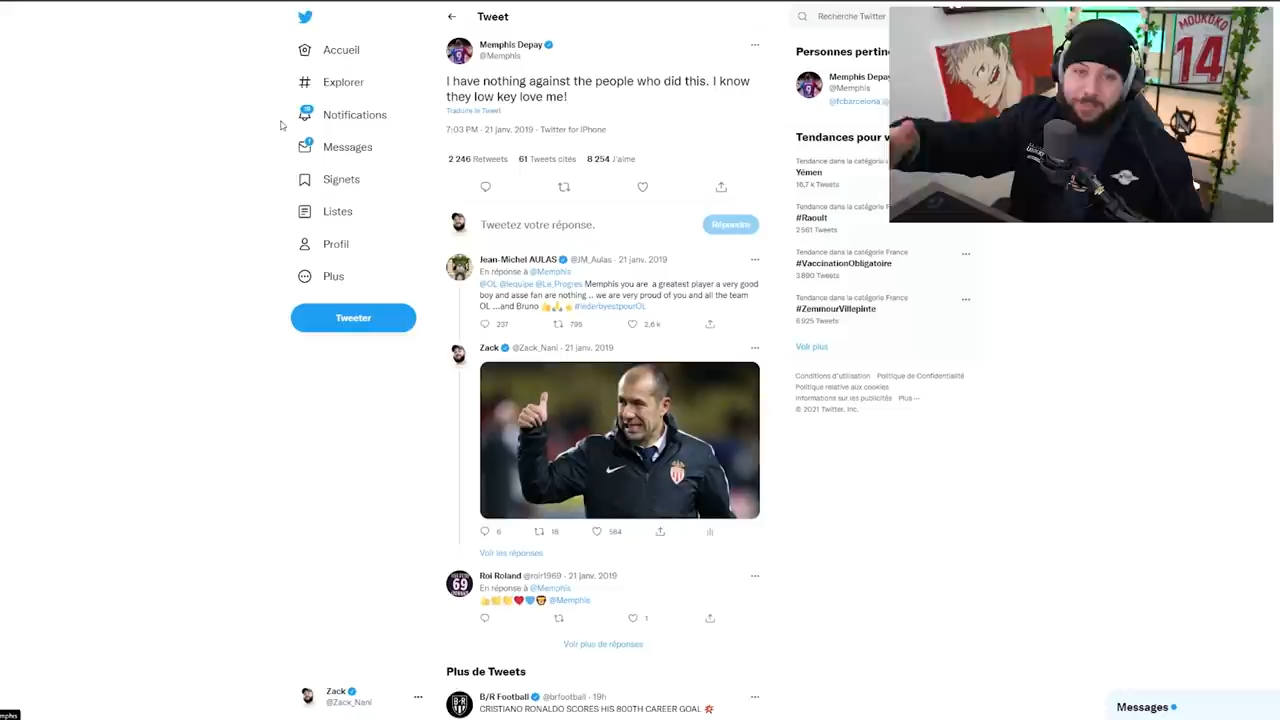 Tweet
Recherche Twitter
Accueil
Explorer
Notifications
Messages
Signets
Listes
Profil
Plus
Tweeter
Memphis Depay
@Memphis
I have nothing against the people who did this. I know
they low key love me!
Traduire le Tweet
7:03 PM · 21 janv. 2019 · Twitter for iPhone
2 246 Retweets 61 Tweets cités 8 254 J'aime
Tweetez votre réponse.
Répondre
Jean-Michel AULAS @JM_Aulas · 21 janv. 2019
En réponse à @Memphis
@OL @lequipe @Le_Progres Memphis you are a greatest player a very good
boy and asse fan are nothing .. we are very proud of you and all the team
OL ...and Bruno 👍🙏👍 #lederbyestpourOL
237 795 2,6 k
Zack @Zack_Nani · 21 janv. 2019
6 18 584
Voir les réponses
Roi Roland @roir1969 · 21 janv. 2019
En réponse à @Memphis
@Memphis
1
Voir plus de réponses
Plus de Tweets
B/R Football @brfootball · 19h
CRISTIANO RONALDO SCORES HIS 800TH CAREER GOAL 💥
Personnes pertin
Memphis Depay
@Memphis
@fcbarcelona
Tendances pour v
Tendance dans la catégorie
Yémen
16,7 k Tweets
Tendance dans la catégorie F
#Raoult
2 561 Tweets
Tendance dans la catégorie France
#VaccinationObligatoire
3 890 Tweets
Tendance dans la catégorie France
#ZemmourVillepinte
6 925 Tweets
Voir plus
Conditions d'utilisation Politique de Confidentialité
Politique relative aux cookies
Informations sur les publicités Plus ···
© 2021 Twitter, Inc.
MOUKOKO
14
Zack
@Zack_Nani
Messages